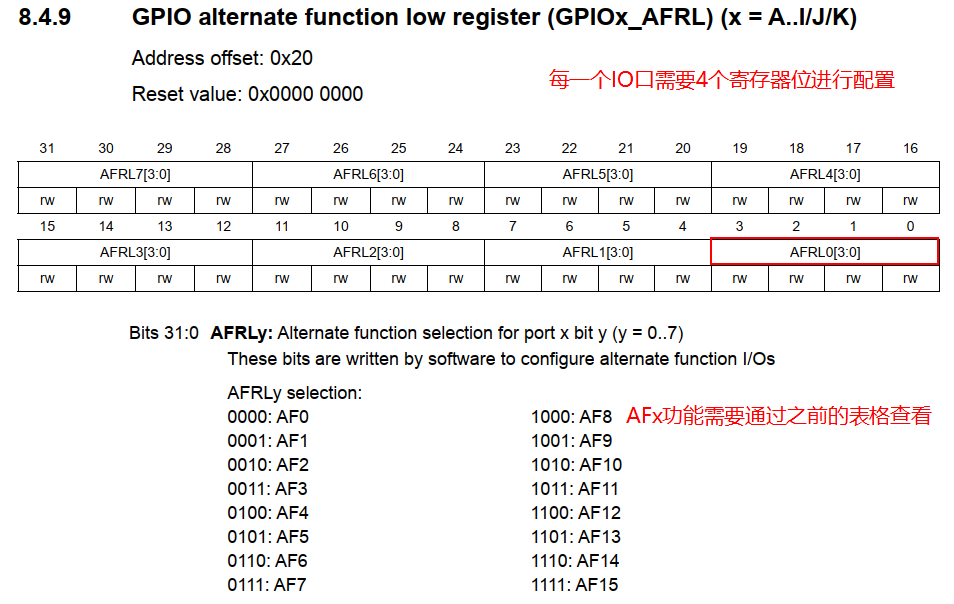 8.4.9 GPIO alternate function low register (GPIOx_AFRL) (x = A..I/J/K)
Address offset: 0x20
每一个IO口需要4个寄存器位进行配置
Reset value: 0x0000 0000
31 30 29 28 27 26 25 24 23 22 21 20 19 18 17 16
AFRL7[3:0] AFRL6[3:0] AFRL5[3:0] AFRL4[3:0]
rw rw rw rw rw rw rw rw rw rw rw rw rw rw rw rw
15 14 13 12 11 10 9 8 7 6 5 4 3 2 1 0
AFRL3[3:0] AFRL2[3:0] AFRL1[3:0] AFRL0[3:0]
rw rw rw rw rw rw rw rw rw rw rw rw rw rw rw rw
Bits 31:0 AFRLy: Alternate function selection for port x bit y (y = 0..7)
These bits are written by software to configure alternate function I/Os
AFRLy selection:
0000: AF0 1000: AF8 AFx功能需要通过之前的表格查看
0001: AF1 1001: AF9
0010: AF2 1010: AF10
0011: AF3 1011: AF11
0100: AF4 1100: AF12
0101: AF5 1101: AF13
0110: AF6 1110: AF14
0111: AF7 1111: AF15